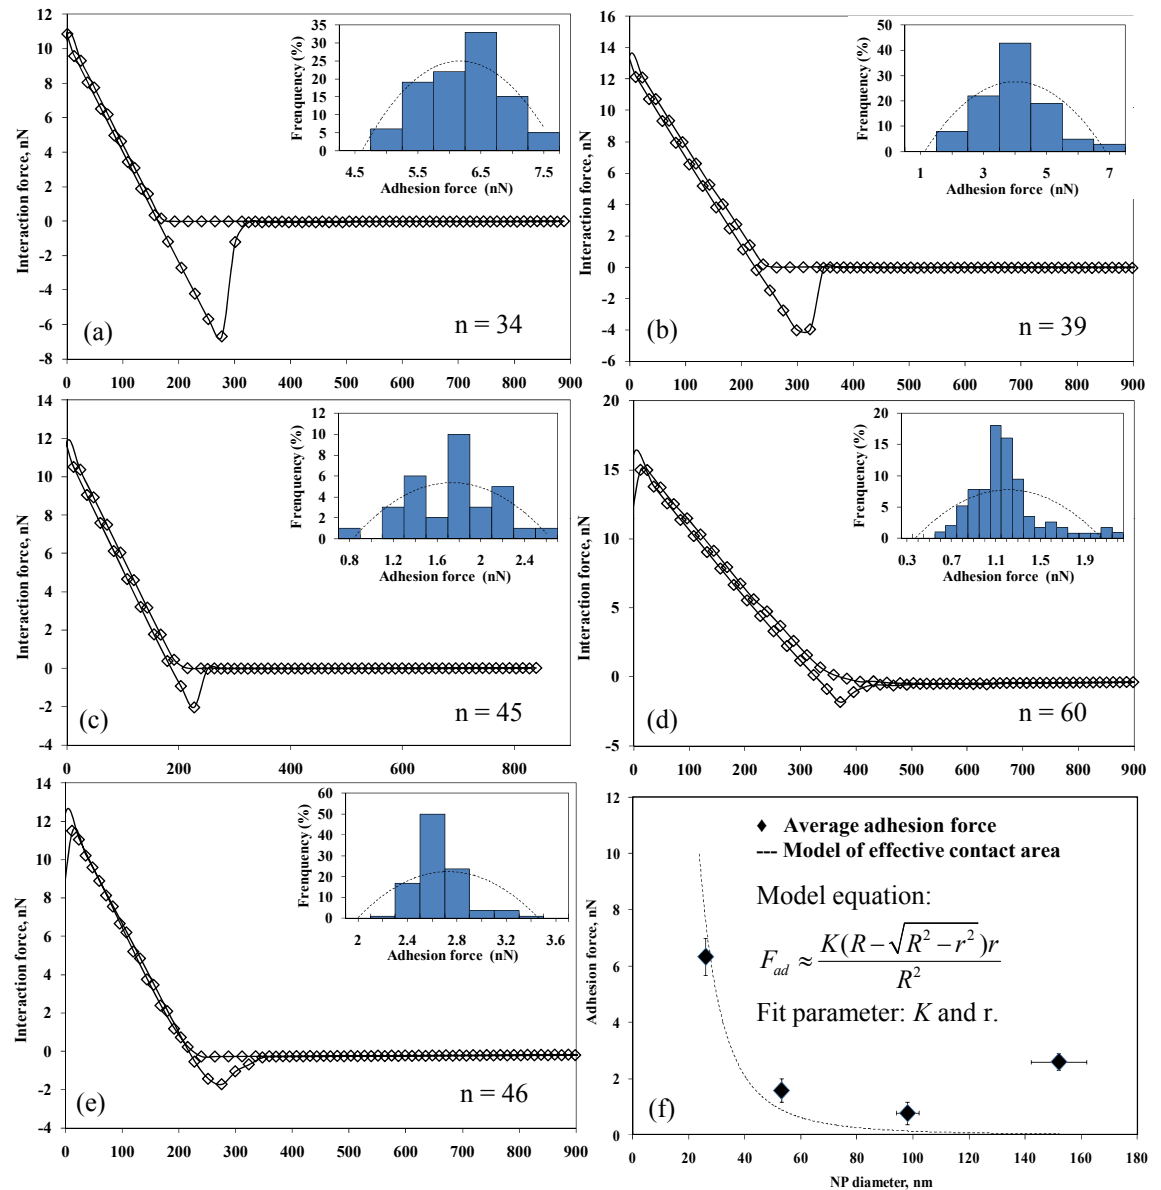 12
10
8
6
4
2
0
-2
-4
-6
-8
Interaction force, nN
0 100 200 300 400 500 600 700 800 900
(a)
n = 34
35
30
25
20
15
10
5
0
Frenquency (%)
4.5 5.5 6.5 7.5
Adhesion force (nN)
16
14
12
10
8
6
4
2
0
-2
-4
-6
Interaction force, nN
0 100 200 300 400 500 600 700 800 900
(b)
n = 39
50
40
30
20
10
0
Frenquency (%)
1 3 5 7
Adhesion force (nN)
14
12
10
8
6
4
2
0
-2
-4
Interaction force, nN
0 200 400 600 800
(c)
n = 45
12
10
8
6
4
2
0
Frenquency (%)
0.8 1.2 1.6 2 2.4
Adhesion force (nN)
20
15
10
5
0
-5
Interaction force, nN
0 100 200 300 400 500 600 700 800 900
(d)
n = 60
20
15
10
5
0
Frenquency (%)
0.3 0.7 1.1 1.5 1.9
Adhesion force (nN)
14
12
10
8
6
4
2
0
-2
-4
Interaction force, nN
0 100 200 300 400 500 600 700 800 900
(e)
n = 46
60
50
40
30
20
10
0
Frenquency (%)
2 2.4 2.8 3.2 3.6
Adhesion force (nN)
12
10
8
6
4
2
0
Adhesion force, nN
0 20 40 60 80 100 120 140 160 180
NP diameter, nm
◆ Average adhesion force
--- Model of effective contact area
Model equation:
F_ad ≈ K(R−√R²−r²)r / R²
Fit parameter: K and r.
(f)